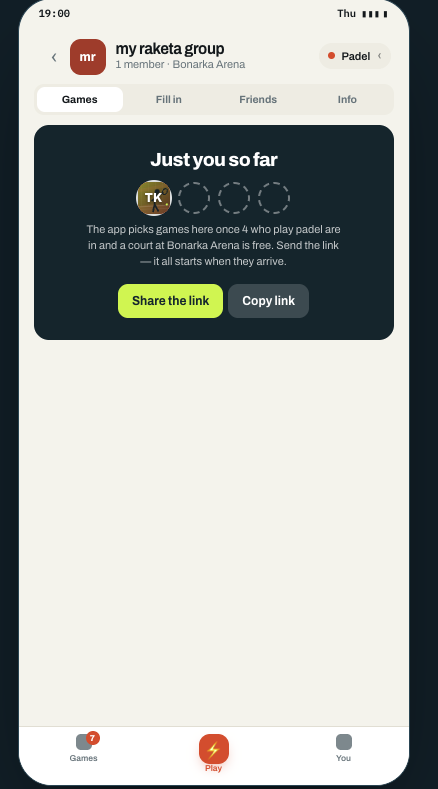 19:00
Thu
‹
mr
my raketa group
1 member · Bonarka Arena
Padel ‹
Games
Fill in
Friends
Info
Just you so far
TK
The app picks games here once 4 who play padel are
in and a court at Bonarka Arena is free. Send the link
— it all starts when they arrive.
Share the link
Copy link
7
Games
Play
You